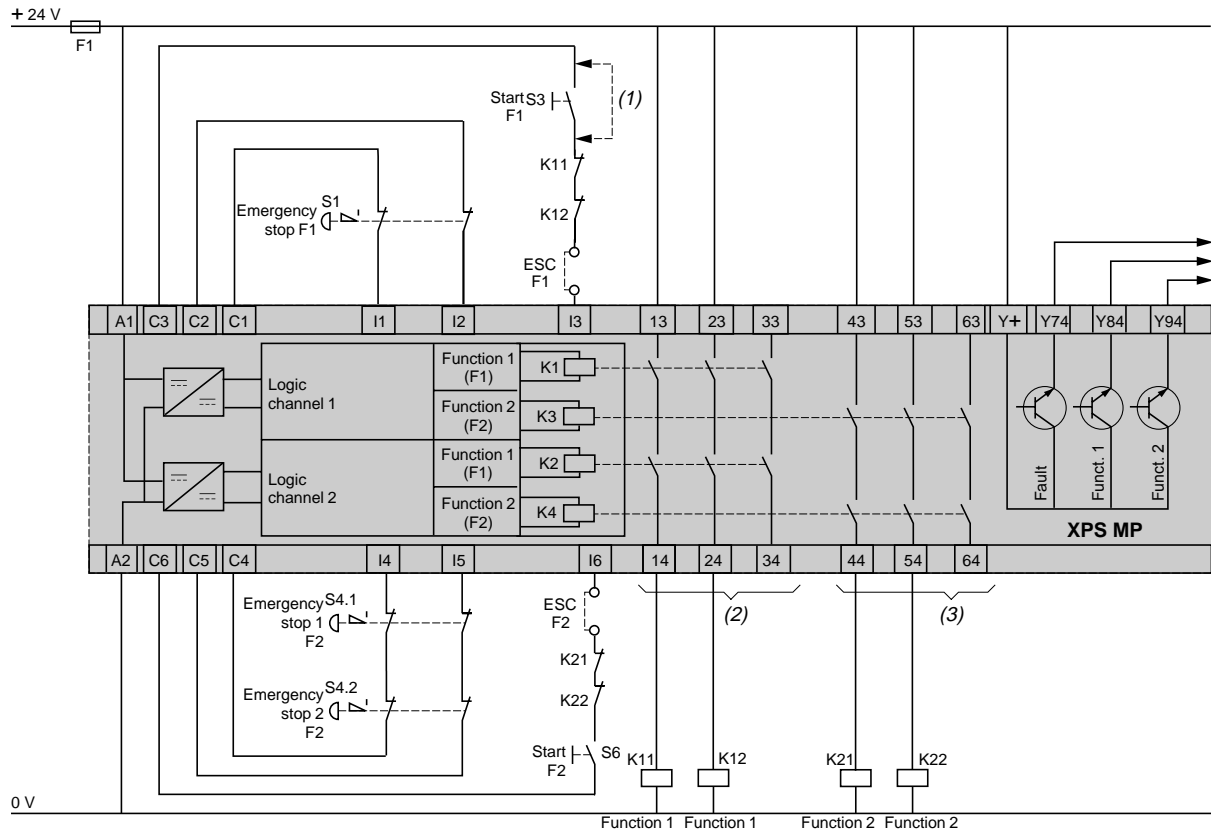 + 24 V
F1
Start S3
F1
(1)
K11
K12
ESC
F1
Emergency S1
stop F1
A1 C3 C2 C1 I1 I2 I3 13 23 33 43 53 63 Y+ Y74 Y84 Y94
Logic
channel 1
Function 1
(F1)
K1
Function 2
(F2)
K3
Logic
channel 2
Function 1
(F1)
K2
Function 2
(F2)
K4
Fault
Funct. 1
Funct. 2
XPS MP
A2 C6 C5 C4 I4 I5 I6 14 24 34 44 54 64
(2)
(3)
Emergency S4.1
stop 1
F2
Emergency S4.2
stop 2
F2
ESC
F2
K21
K22
Start S6
F2
K11 K12 K21 K22
0 V
Function 1 Function 1 Function 2 Function 2